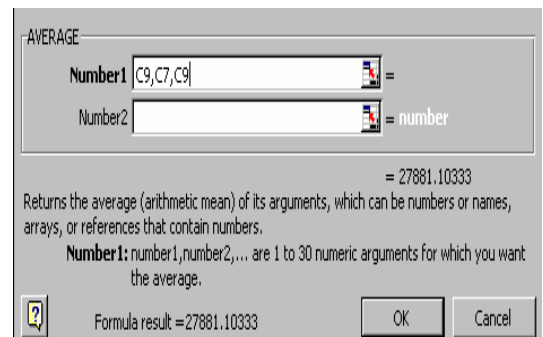 AVERAGE
Number1 C9,C7,C9 =
Number2 = number
= 27881.10333
Returns the average (arithmetic mean) of its arguments, which can be numbers or names,
arrays, or references that contain numbers.
Number1: number1,number2,... are 1 to 30 numeric arguments for which you want
the average.
? Formula result =27881.10333 OK Cancel